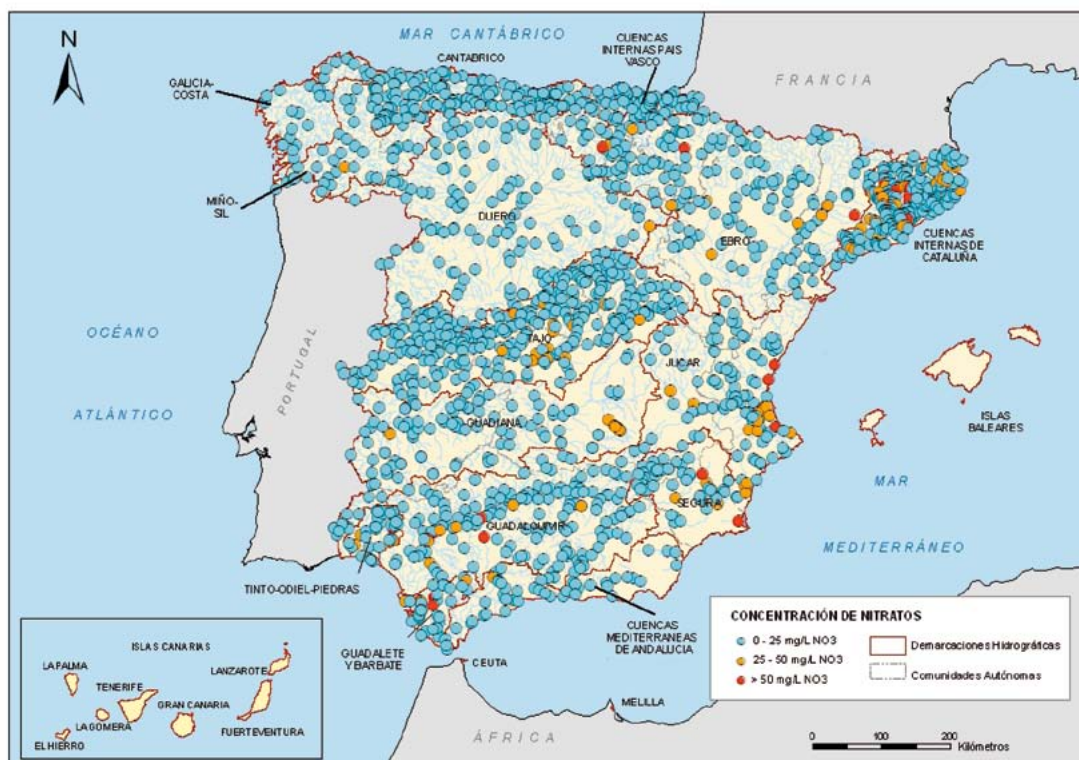 N
MAR CANTÁBRICO
CANTÁBRICO
CUENCAS
INTERNAS PAIS
VASCO
GALICIA-
COSTA
FRANCIA
MIÑO-
SIL
DUERO
EBRO
CUENCAS
INTERNAS DE
CATALUÑA
OCÉANO
ATLÁNTICO
PORTUGAL
TAJO
JUCAR
GUADIANA
ISLAS
BALEARES
MAR
MEDITERRÁNEO
SEGURA
GUADALQUIVIR
TINTO-ODIEL-PIEDRAS
GUADALETE
Y BARBATE
CUENCAS
MEDITERRANEAS
DE ANDALUCIA
CEUTA
MELILLA
ÁFRICA
ISLAS CANARIAS
LA PALMA
TENERIFE
LANZAROTE
GRAN CANARIA
LA GOMERA
EL HIERRO
FUERTEVENTURA
CONCENTRACIÓN DE NITRATOS
0 - 25 mg/L NO3
25 - 50 mg/L NO3
> 50 mg/L NO3
Demarcaciones Hidrográficas
Comunidades Autónomas
0 50 100 200
Kilómetros